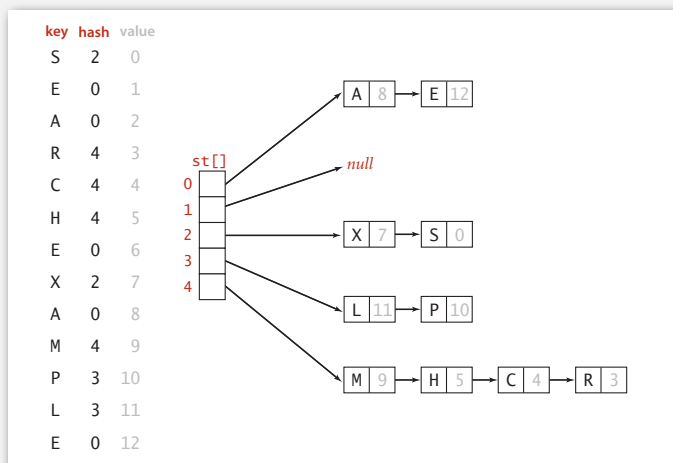 key hash value
S 2 0
E 0 1
A 0 2
R 4 3
C 4 4
H 4 5
E 0 6
X 2 7
A 0 8
M 4 9
P 3 10
L 3 11
E 0 12
st[]
0
1
2
3
4
A 8 E 12
null
X 7 S 0
L 11 P 10
M 9 H 5 C 4 R 3